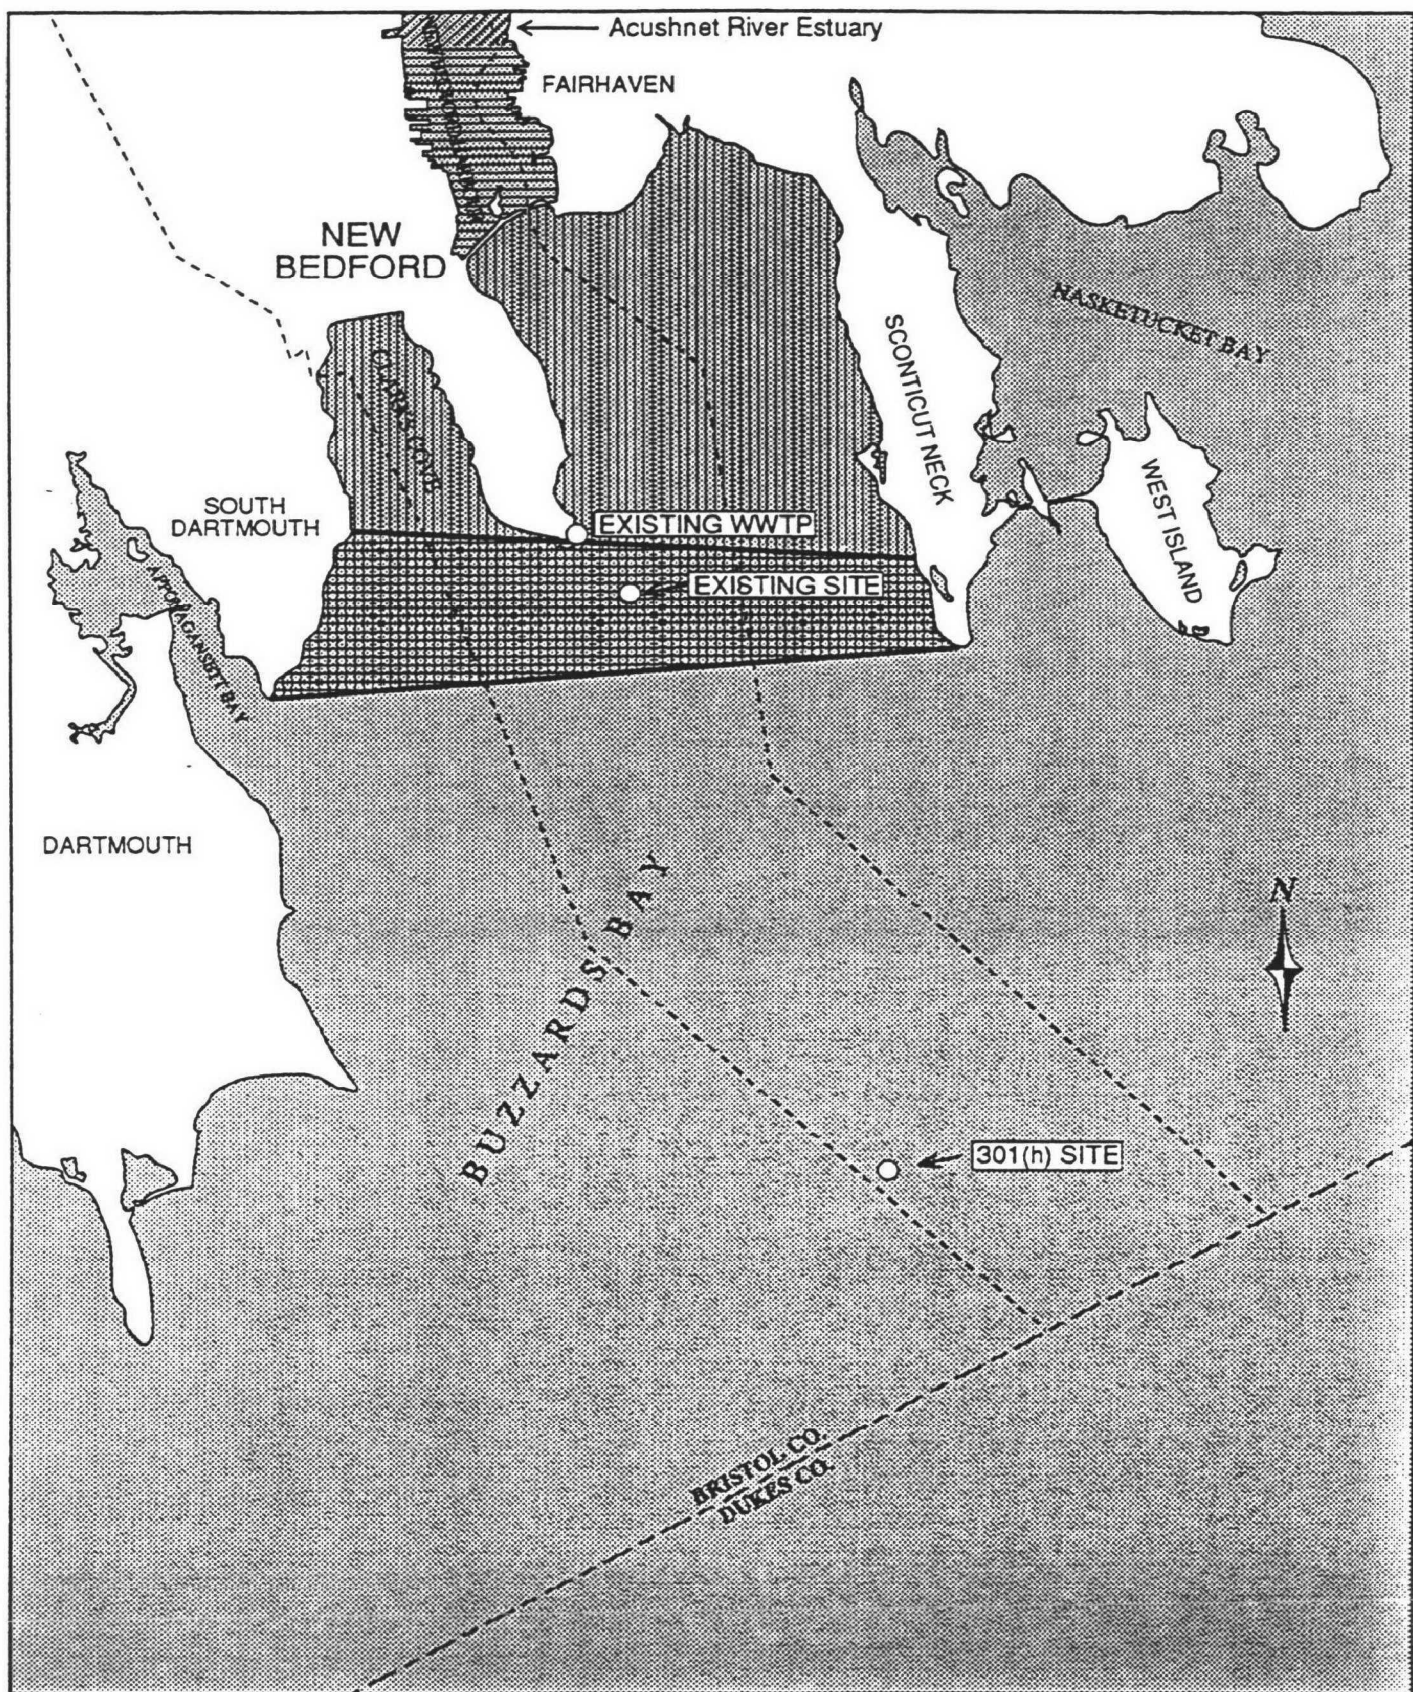 Acushnet River Estuary
FAIRHAVEN
NEW
BEDFORD
NASKETUCKET BAY
SCONTICUT NECK
CLARKS COVE
WEST ISLAND
SOUTH
DARTMOUTH
EXISTING WWTP
EXISTING SITE
APPONAGANSETT BAY
DARTMOUTH
BUZZARDS BAY
N
301(h) SITE
BRISTOL CO.
DUKES CO.